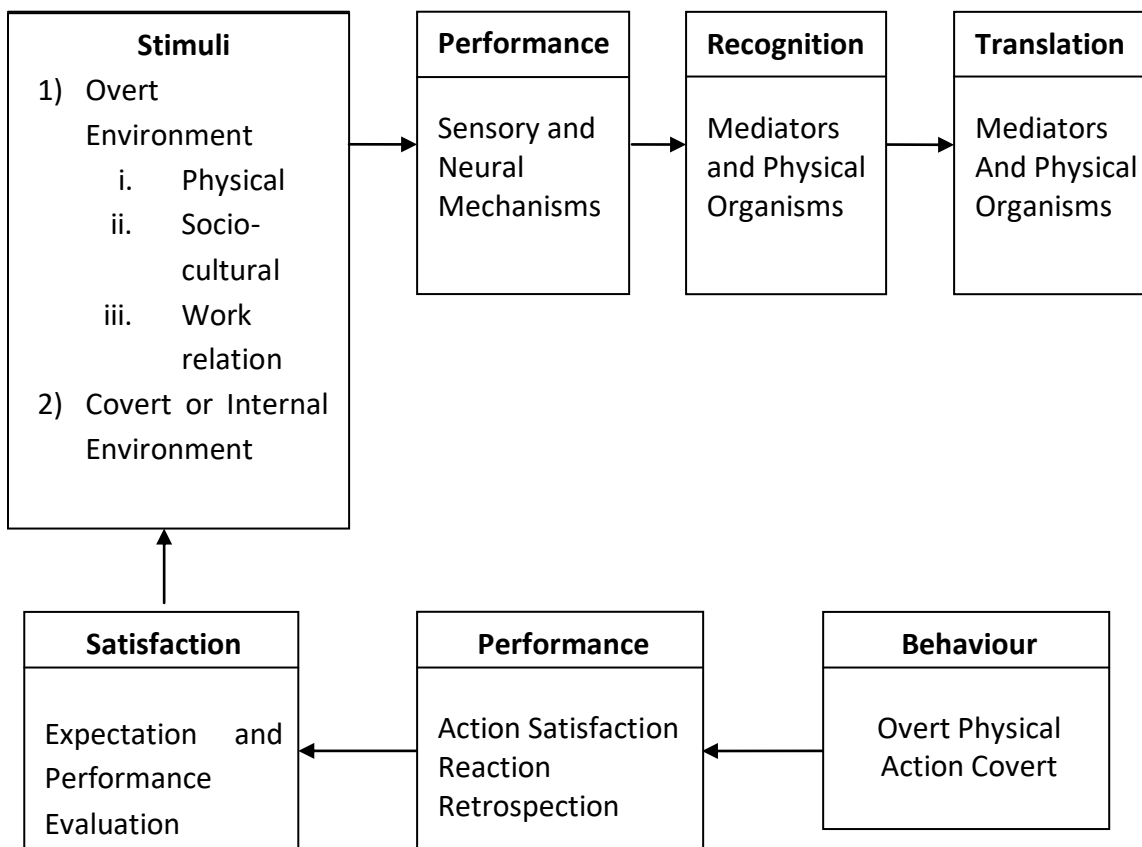 Stimuli
1) Overt
Environment
i. Physical
ii. Socio-
cultural
iii. Work
relation
2) Covert or Internal
Environment
Performance
Sensory and
Neural
Mechanisms
Recognition
Mediators
and Physical
Organisms
Translation
Mediators
And Physical
Organisms
Satisfaction
Expectation and
Performance
Evaluation
Performance
Action Satisfaction
Reaction
Retrospection
Behaviour
Overt Physical
Action Covert